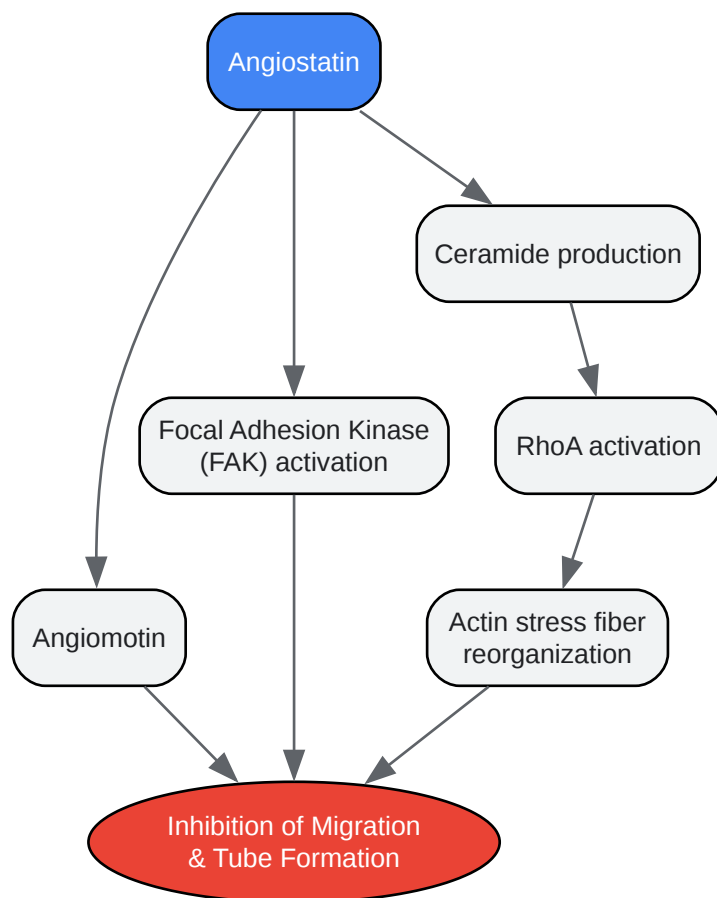 Angiostatin
Ceramide production
Focal Adhesion Kinase
(FAK) activation
RhoA activation
Angiomotin
Actin stress fiber
reorganization
Inhibition of Migration
& Tube Formation